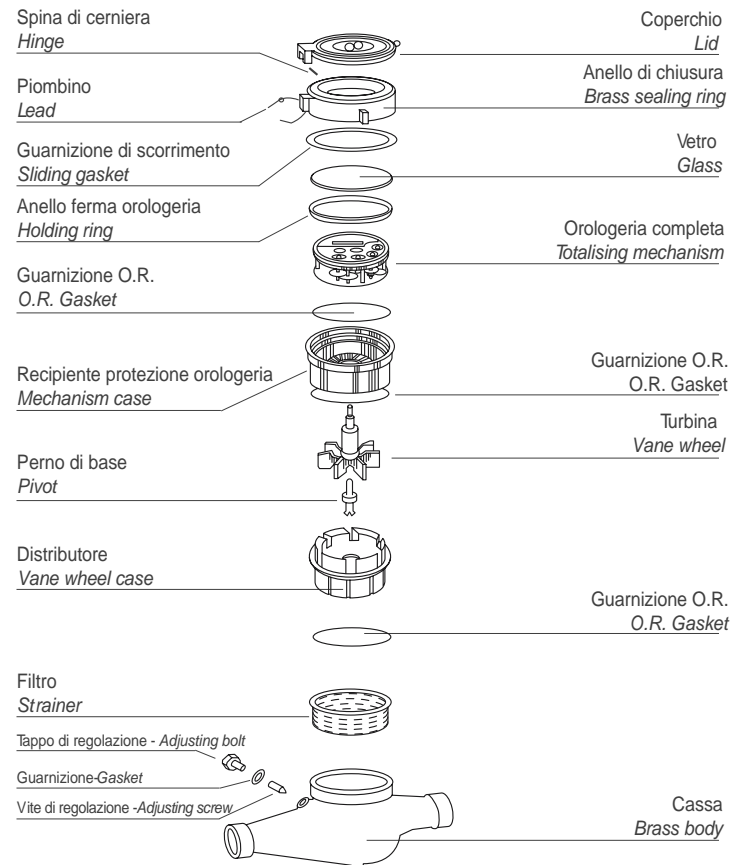 Spina di cerniera
Hinge
Piombino
Lead
Guarnizione di scorrimento
Sliding gasket
Anello ferma orologeria
Holding ring
Guarnizione O.R.
O.R. Gasket
Recipiente protezione orologeria
Mechanism case
Perno di base
Pivot
Distributore
Vane wheel case
Filtro
Strainer
Tappo di regolazione - Adjusting bolt
Guarnizione-Gasket
Vite di regolazione -Adjusting screw
Coperchio
Lid
Anello di chiusura
Brass sealing ring
Vetro
Glass
Orologeria completa
Totalising mechanism
Guarnizione O.R.
O.R. Gasket
Turbina
Vane wheel
Guarnizione O.R.
O.R. Gasket
Cassa
Brass body